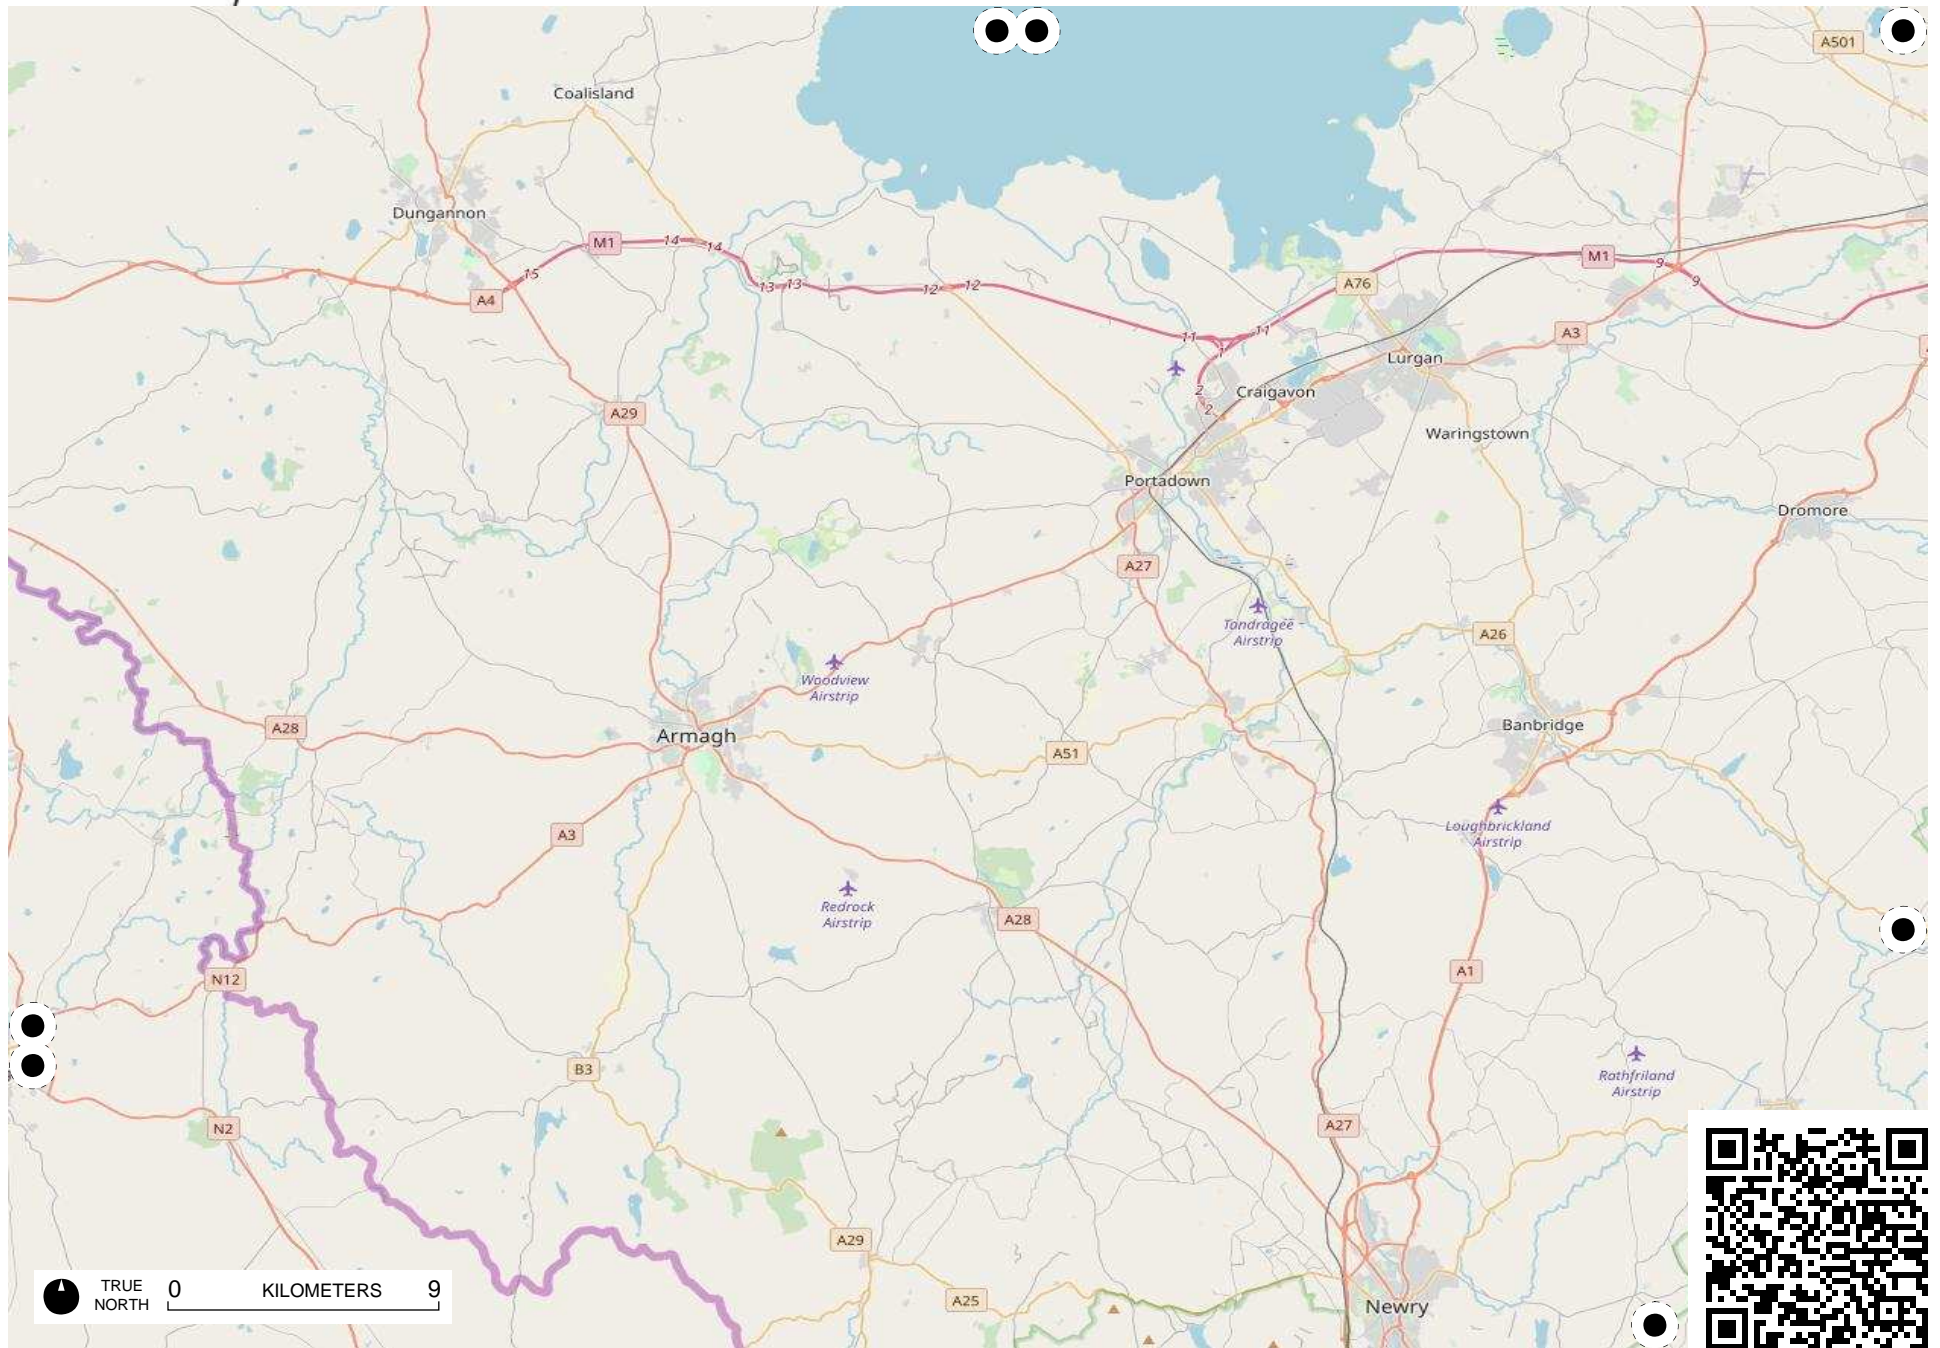 A501
Coalisland
Dungannon
M1
14
14
15
13
13
12
12
A4
M1
9
9
A76
11
11
1
A3
Lurgan
2
Craigavon
2
A29
Waringstown
Portadown
Dromore
A27
Tandragee
Airstrip
A26
Woodview
Airstrip
A28
Armagh
A51
Banbridge
A3
Loughbrickland
Airstrip
Redrock
Airstrip
A28
N12
A1
B3
Rathfriland
Airstrip
N2
A27
A29
A25
Newry
TRUE
NORTH
0 KILOMETERS 9